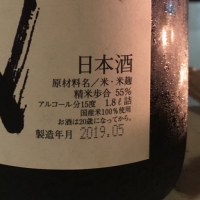 日本酒
原材料名/米・米麹
精米歩合 55%
アルコール分15度 1.8ℓ詰
国産米100%使用
お酒は20歳になってから。
製造年月 2019.05